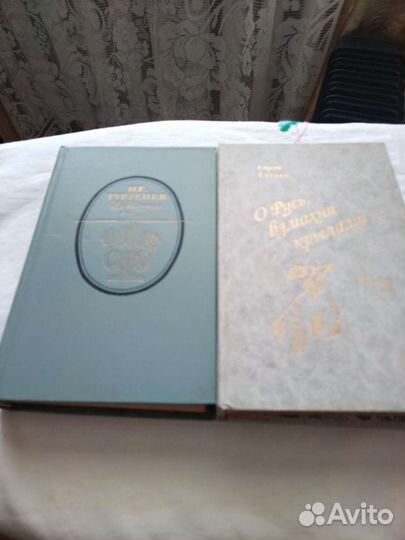 И.С.
ТУРГЕНЕВ
Сергей
Есенин
О Русь,
взмахни
крылами...
Avito